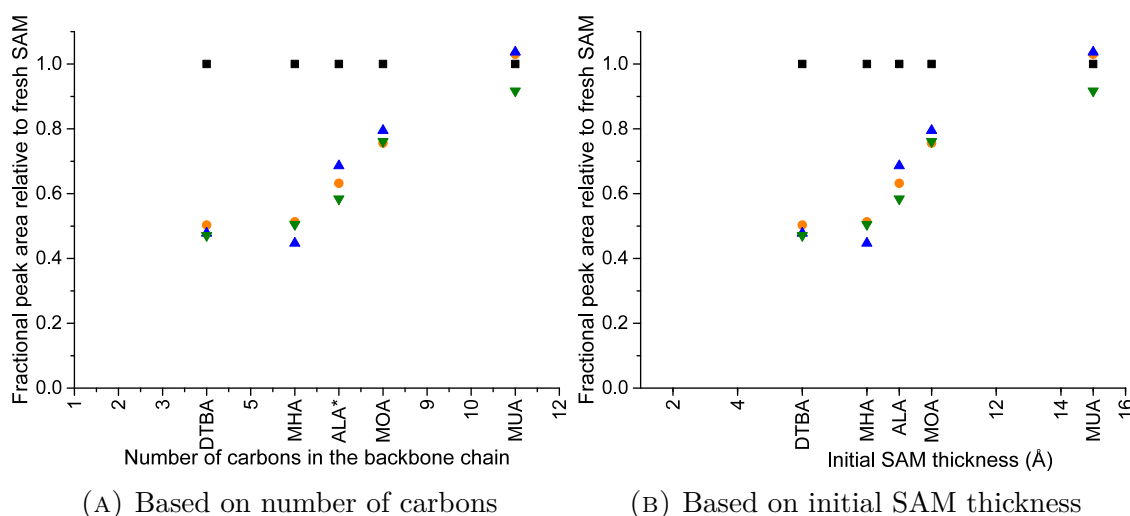 Fractional peak area relative to fresh SAM
1.0
0.8
0.6
0.4
0.2
0.0
1 2 3 DTBA 5 MHA ALA* MOA 9 10 MUA 12
Number of carbons in the backbone chain
(A) Based on number of carbons
Fractional peak area relative to fresh SAM
1.0
0.8
0.6
0.4
0.2
0.0
2 4 DTBA MHA ALA MOA 12 14 MUA 16
Initial SAM thickness (Å)
(B) Based on initial SAM thickness